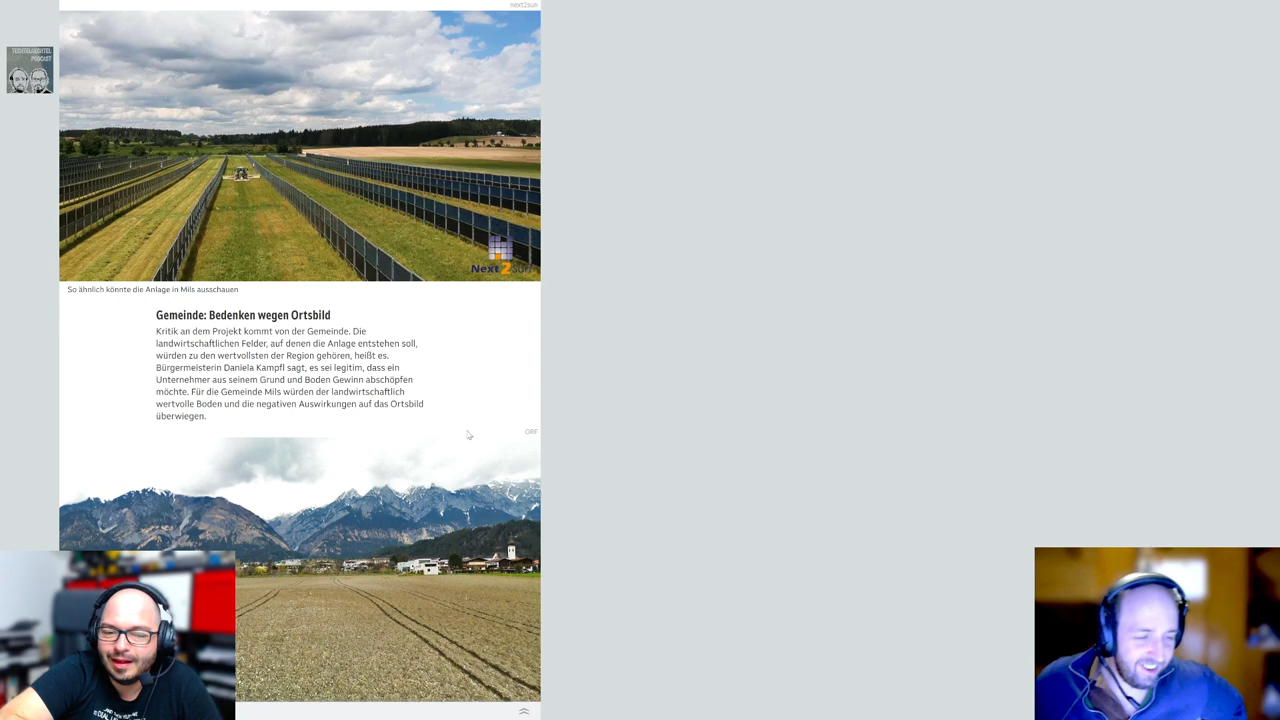 next2sun
TECHTELMECHTEL
PODCAST
Next2Sun
So ähnlich könnte die Anlage in Mils ausschauen
Gemeinde: Bedenken wegen Ortsbild
Kritik an dem Projekt kommt von der Gemeinde. Die
landwirtschaftlichen Felder, auf denen die Anlage entstehen soll,
würden zu den wertvollsten der Region gehören, heißt es.
Bürgermeisterin Daniela Kampfl sagt, es sei legitim, dass ein
Unternehmer aus seinem Grund und Boden Gewinn abschöpfen
möchte. Für die Gemeinde Mils würden der landwirtschaftlich
wertvolle Boden und die negativen Auswirkungen auf das Ortsbild
überwiegen.
ORF